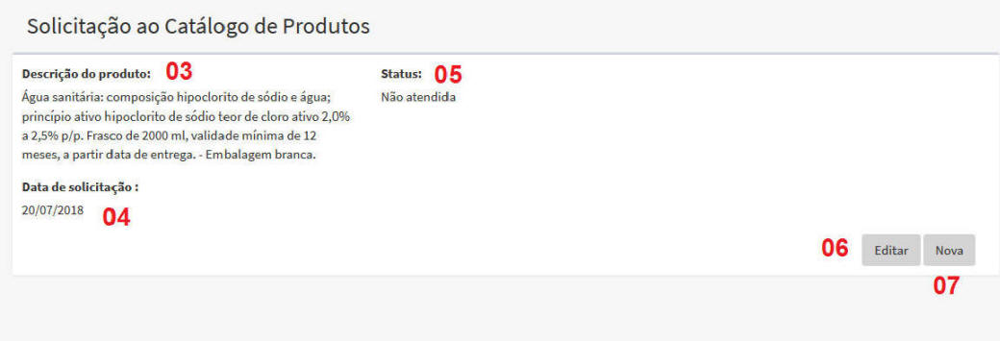 Solicitação ao Catálogo de Produtos
Descrição do produto: 03
Água sanitária: composição hipoclorito de sódio e água;
princípio ativo hipoclorito de sódio teor de cloro ativo 2,0%
a 2,5% p/p. Frasco de 2000 ml, validade mínima de 12
meses, a partir data de entrega. - Embalagem branca.
Status: 05
Não atendida
Data de solicitação :
20/07/2018 04
06 Editar Nova
07